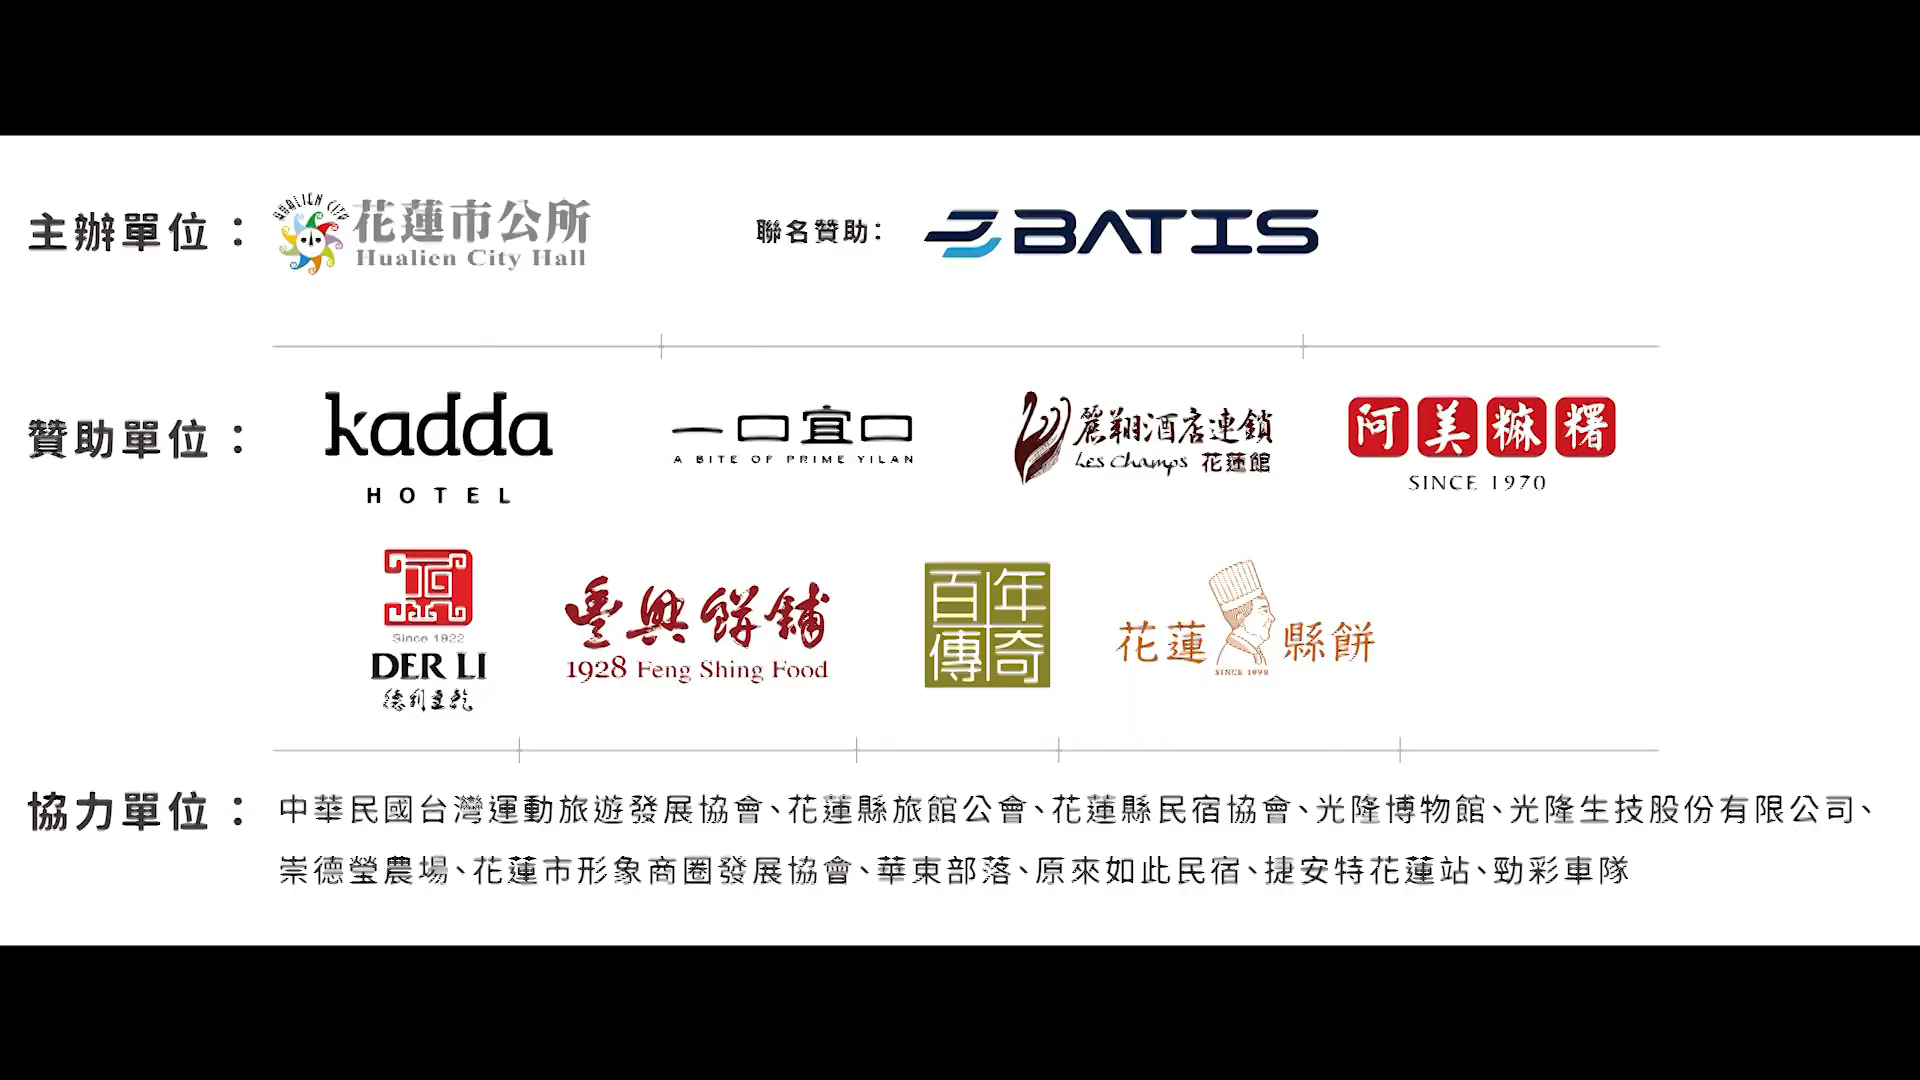 主辦單位：
HUALIEN CITY
花蓮市公所
Hualien City Hall
聯名贊助：
BATIS
贊助單位：
kadda
HOTEL
一口宜口
A BITE OF PRIME YILAN
麗翔酒店連鎖
Les Champs 花蓮館
阿美麻糬
SINCE 1970
Since 1922
DER LI
德利豆乾
豐興餅舖
1928 Feng Shing Food
百年
傳奇
花蓮縣餅
協力單位：
中華民國台灣運動旅遊發展協會、花蓮縣旅館公會、花蓮縣民宿協會、光隆博物館、光隆生技股份有限公司、
崇德瑩農場、花蓮市形象商圈發展協會、華東部落、原來如此民宿、捷安特花蓮站、勁彩車隊